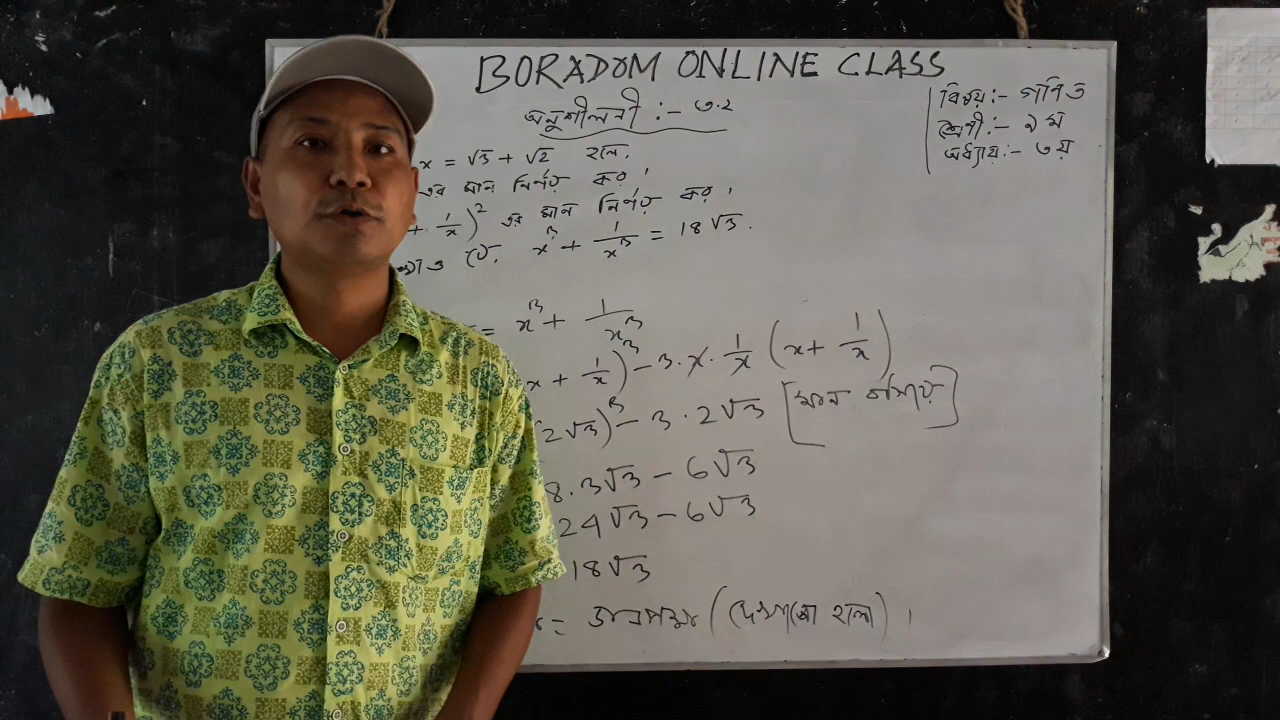 BORADOM ONLINE CLASS
অনুশীলনী :- ৩.২
বিষয় :- গণিত
শ্রেণী :- ৯ম
অধ্যায় :- ৩য়
x = √3 + √2 হলে,
এর মান নির্ণয় কর।
+ 1/x)² এর মান নির্ণয় কর।
দেখাও যে, x³ + 1/x³ = 18√3.
= x³ + 1/x³
x + 1/x)³ - 3.x.1/x (x + 1/x)
(2√3)³ - 3.2√3 [মান বসিয়ে]
8.3√3 - 6√3
24√3 - 6√3
18√3
= ডানপক্ষ (দেখানো হলো)।